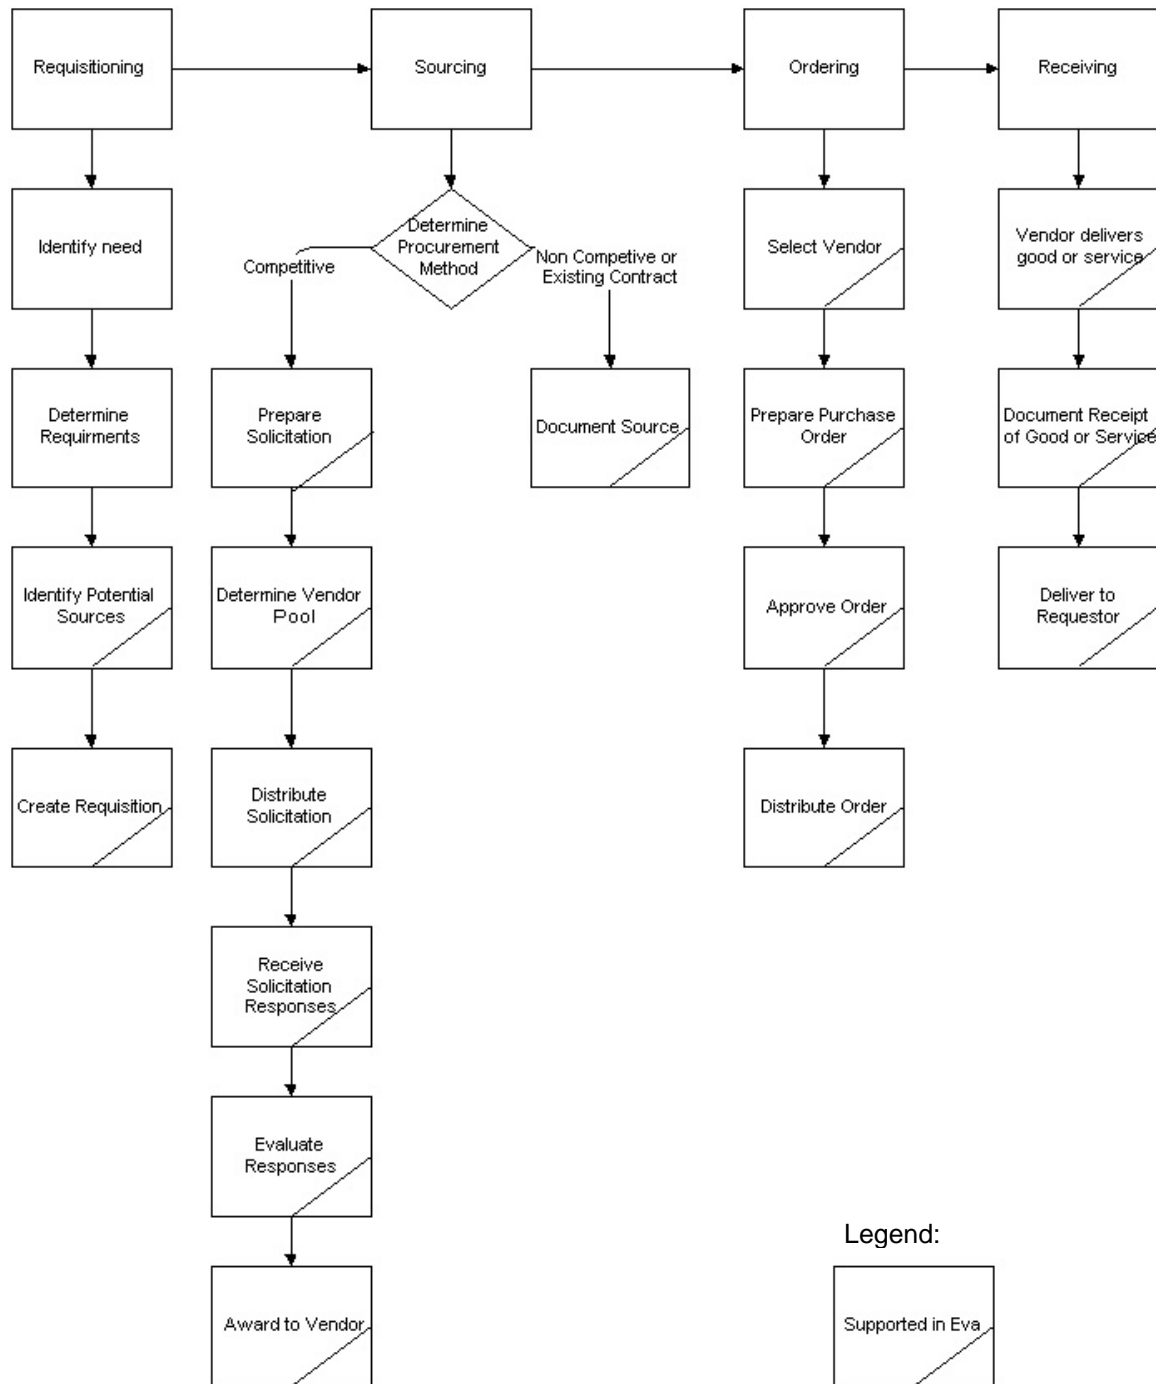 Requisitioning
Sourcing
Ordering
Receiving
Identify need
Determine
Procurement
Method
Competitive
Non Competive or
Existing Contract
Select Vendor
Vendor delivers
good or service
Determine
Requirments
Prepare
Solicitation
Document Source
Prepare Purchase
Order
Document Receipt
of Good or Service
Identify Potential
Sources
Determine Vendor
Pool
Approve Order
Deliver to
Requestor
Create Requisition
Distribute
Solicitation
Distribute Order
Receive
Solicitation
Responses
Evaluate
Responses
Award to Vendor
Legend:
Supported in Eva